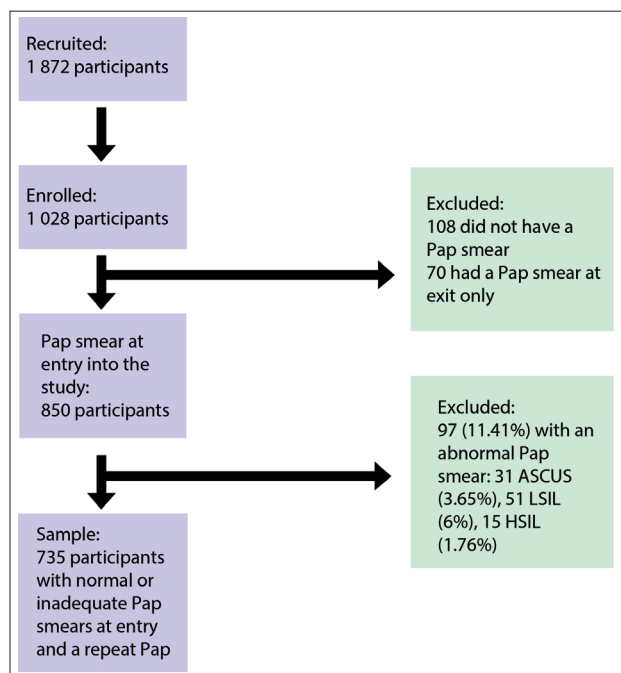 Recruited:
1 872 participants
Enrolled:
1 028 participants
Excluded:
108 did not have a
Pap smear
70 had a Pap smear at
exit only
Pap smear at
entry into the
study:
850 participants
Excluded:
97 (11.41%) with an
abnormal Pap
smear: 31 ASCUS
(3.65%), 51 LSIL
(6%), 15 HSIL
(1.76%)
Sample:
735 participants
with normal or
inadequate Pap
smears at entry
and a repeat Pap